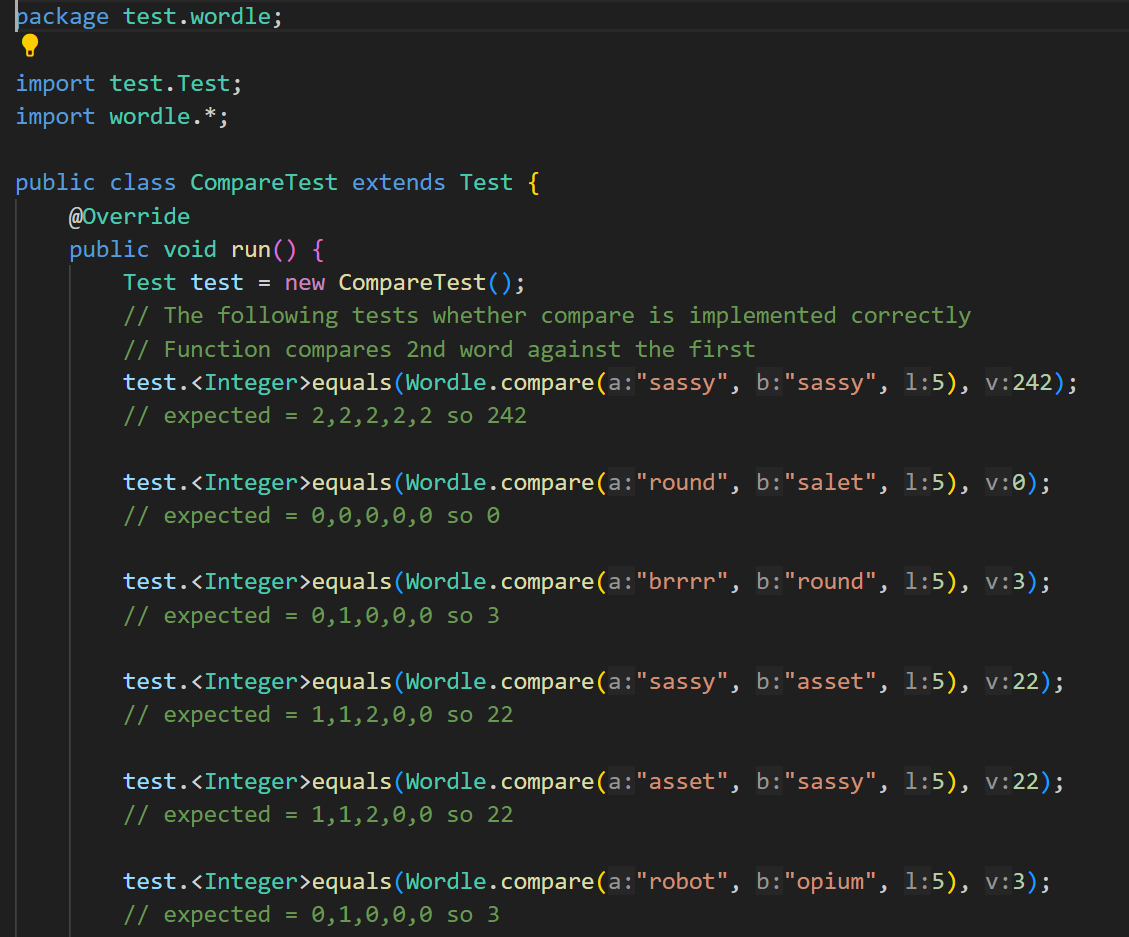 package test.wordle;
import test.Test;
import wordle.*;
public class CompareTest extends Test {
@Override
public void run() {
Test test = new CompareTest();
// The following tests whether compare is implemented correctly
// Function compares 2nd word against the first
test.<Integer>equals(Wordle.compare(a:"sassy", b:"sassy", l:5), v:242);
// expected = 2,2,2,2,2 so 242
test.<Integer>equals(Wordle.compare(a:"round", b:"salet", l:5), v:0);
// expected = 0,0,0,0,0 so 0
test.<Integer>equals(Wordle.compare(a:"brrrr", b:"round", l:5), v:3);
// expected = 0,1,0,0,0 so 3
test.<Integer>equals(Wordle.compare(a:"sassy", b:"asset", l:5), v:22);
// expected = 1,1,2,0,0 so 22
test.<Integer>equals(Wordle.compare(a:"asset", b:"sassy", l:5), v:22);
// expected = 1,1,2,0,0 so 22
test.<Integer>equals(Wordle.compare(a:"robot", b:"opium", l:5), v:3);
// expected = 0,1,0,0,0 so 3